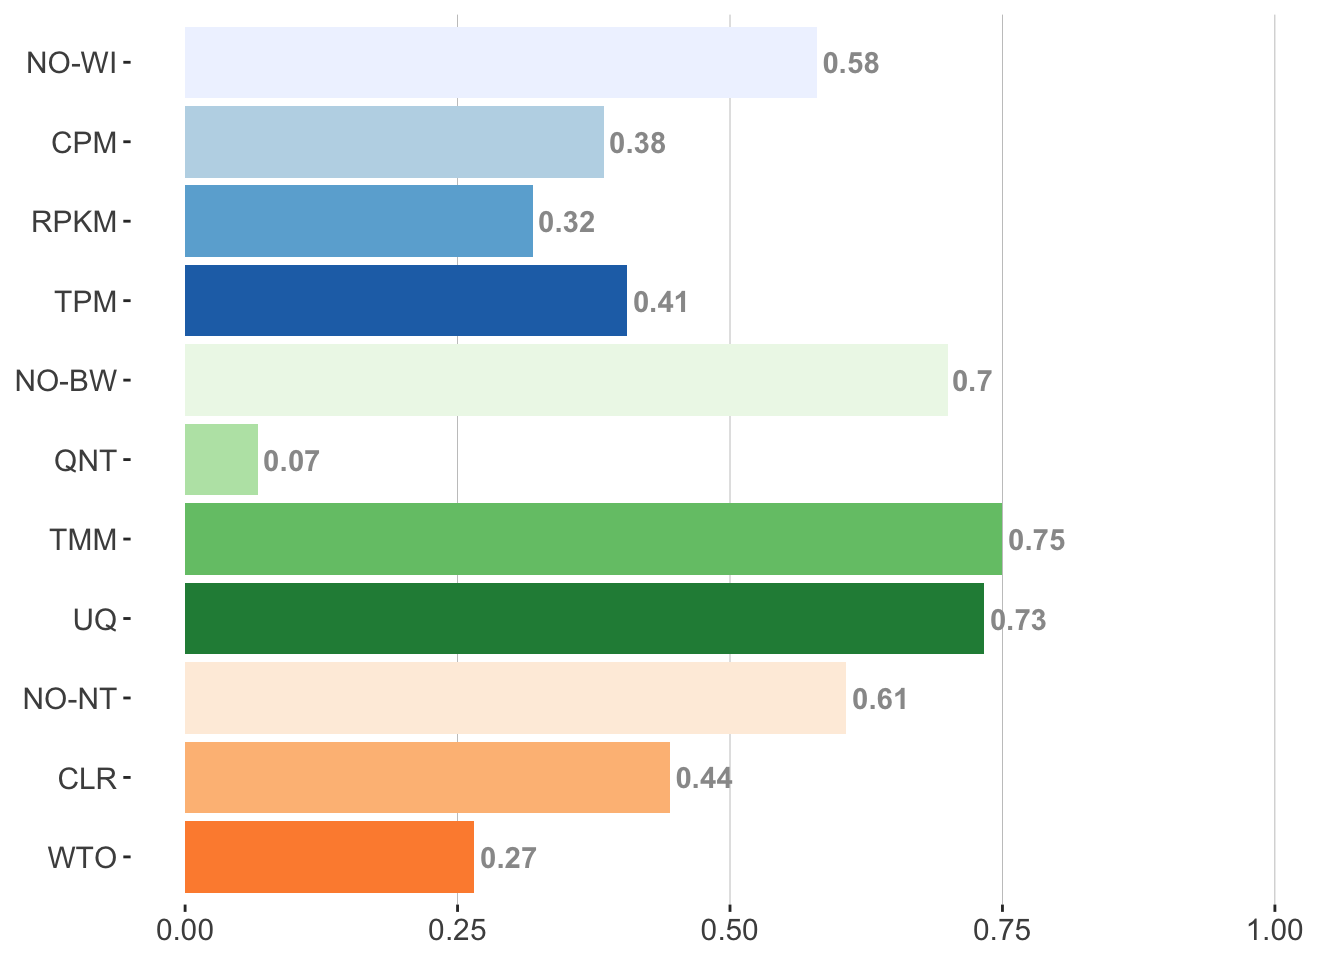 NO-WI 0.58
CPM 0.38
RPKM 0.32
TPM 0.41
NO-BW 0.7
QNT 0.07
TMM 0.75
UQ 0.73
NO-NT 0.61
CLR 0.44
WTO 0.27
0.00 0.25 0.50 0.75 1.00